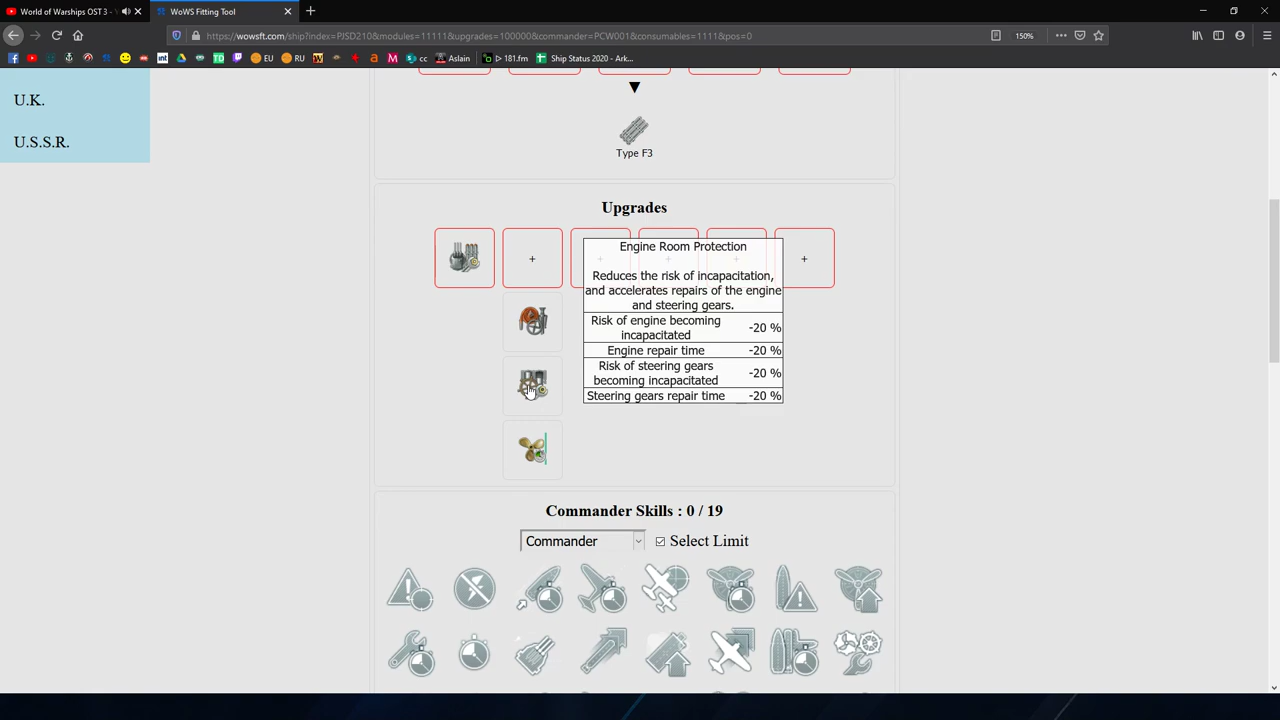 World of Warships OST 3 -
WoWS Fitting Tool
https://wowsft.com/ship?index=PJSD210&modules=11111&upgrades=100000&commander=PCW001&consumables=1111&pos=0
150%
EU
RU
cc
Aslain
181.fm
Ship Status 2020 - Ark...
U.K.
U.S.S.R.
Type F3
Upgrades
Engine Room Protection
Reduces the risk of incapacitation,
and accelerates repairs of the engine
and steering gears.
Risk of engine becoming
incapacitated -20 %
Engine repair time -20 %
Risk of steering gears
becoming incapacitated -20 %
Steering gears repair time -20 %
Commander Skills : 0 / 19
Commander
Select Limit